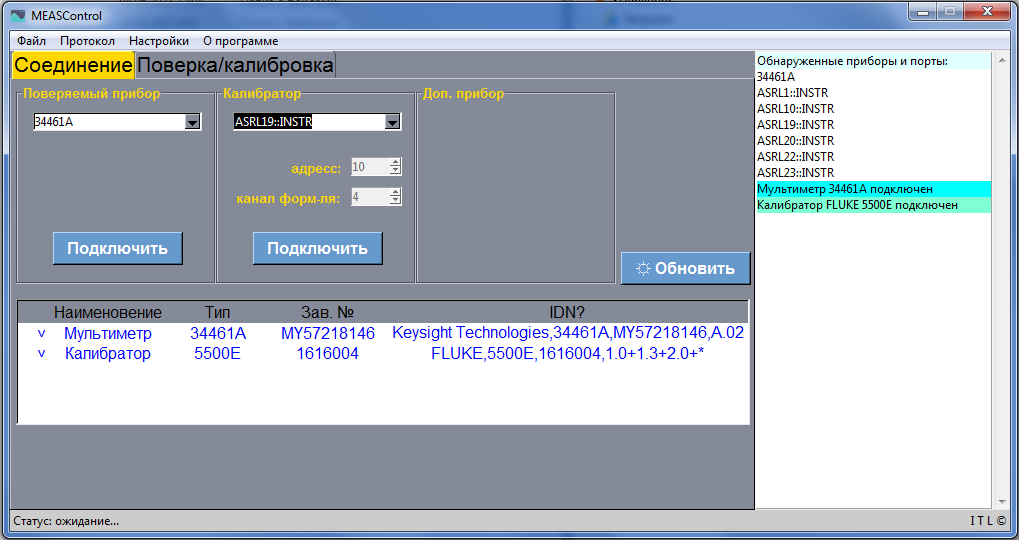 MEASControl
Файл Протокол Настройки О программе
Соединение Поверка/калибровка
Поверяемый прибор Калибратор Доп. прибор
34461A ASRL19::INSTR
адресс: 10
канал форм-ля: 4
Подключить Подключить
Обновить
Наименовение Тип Зав. № IDN?
v Мультиметр 34461A MY57218146 Keysight Technologies,34461A,MY57218146,A.02
v Калибратор 5500E 1616004 FLUKE,5500E,1616004,1.0+1.3+2.0+*
Обнаруженные приборы и порты:
34461A
ASRL1::INSTR
ASRL10::INSTR
ASRL19::INSTR
ASRL20::INSTR
ASRL22::INSTR
ASRL23::INSTR
Мультиметр 34461A подключен
Калибратор FLUKE 5500E подключен
Статус: ожидание... I T L ©